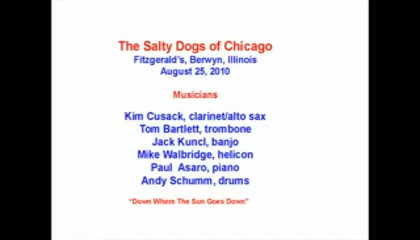 The Salty Dogs of Chicago
Fitzgerald's, Berwyn, Illinois
August 25, 2010
Musicians
Kim Cusack, clarinet/alto sax
Tom Bartlett, trombone
Jack Kuncl, banjo
Mike Walbridge, helicon
Paul Asaro, piano
Andy Schumm, drums
"Down Where The Sun Goes Down"